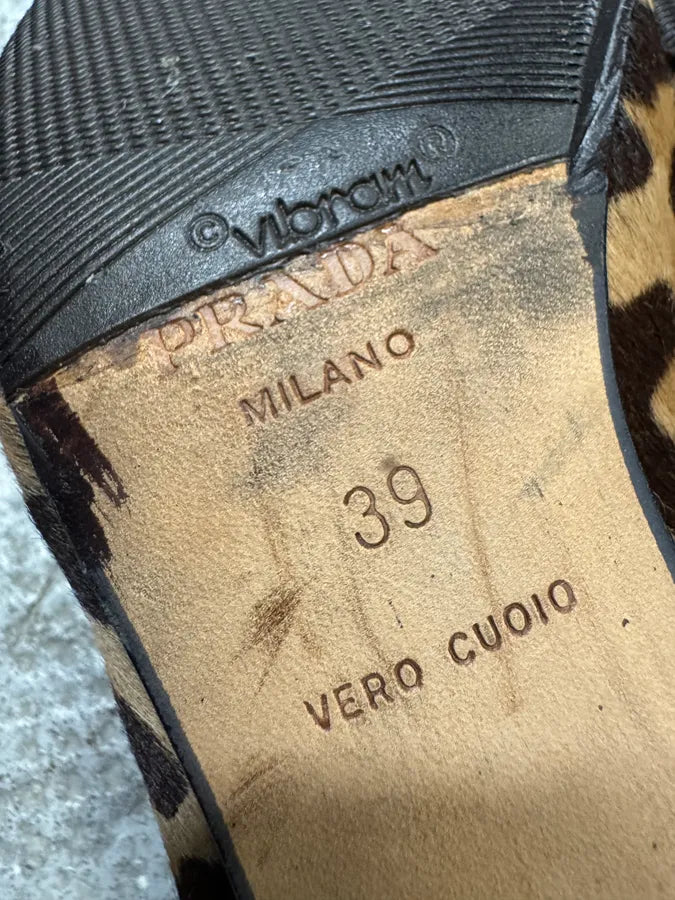 © vibram ®
PRADA
MILANO
39
VERO CUOIO